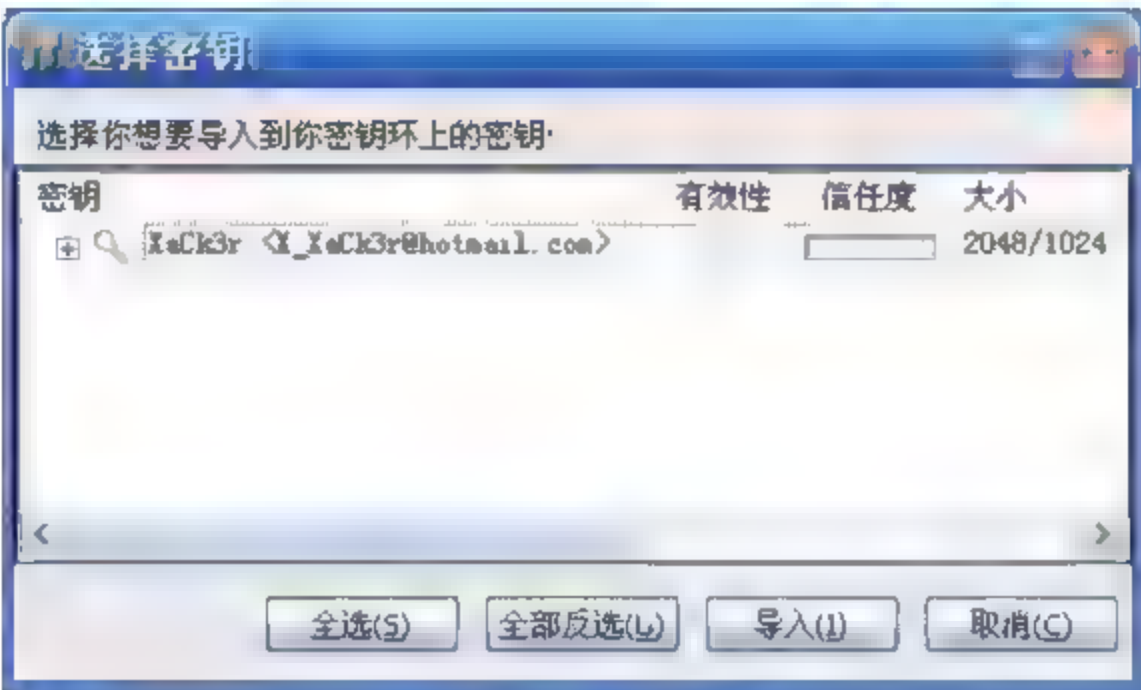 选择密钥
选择你想要导入到你密钥环上的密钥·
密钥 有效性 信任度 大小
XaCk3r <X_XaCk3r@hotmail.com> 2048/1024
全选(S) 全部反选(U) 导入(I) 取消(C)